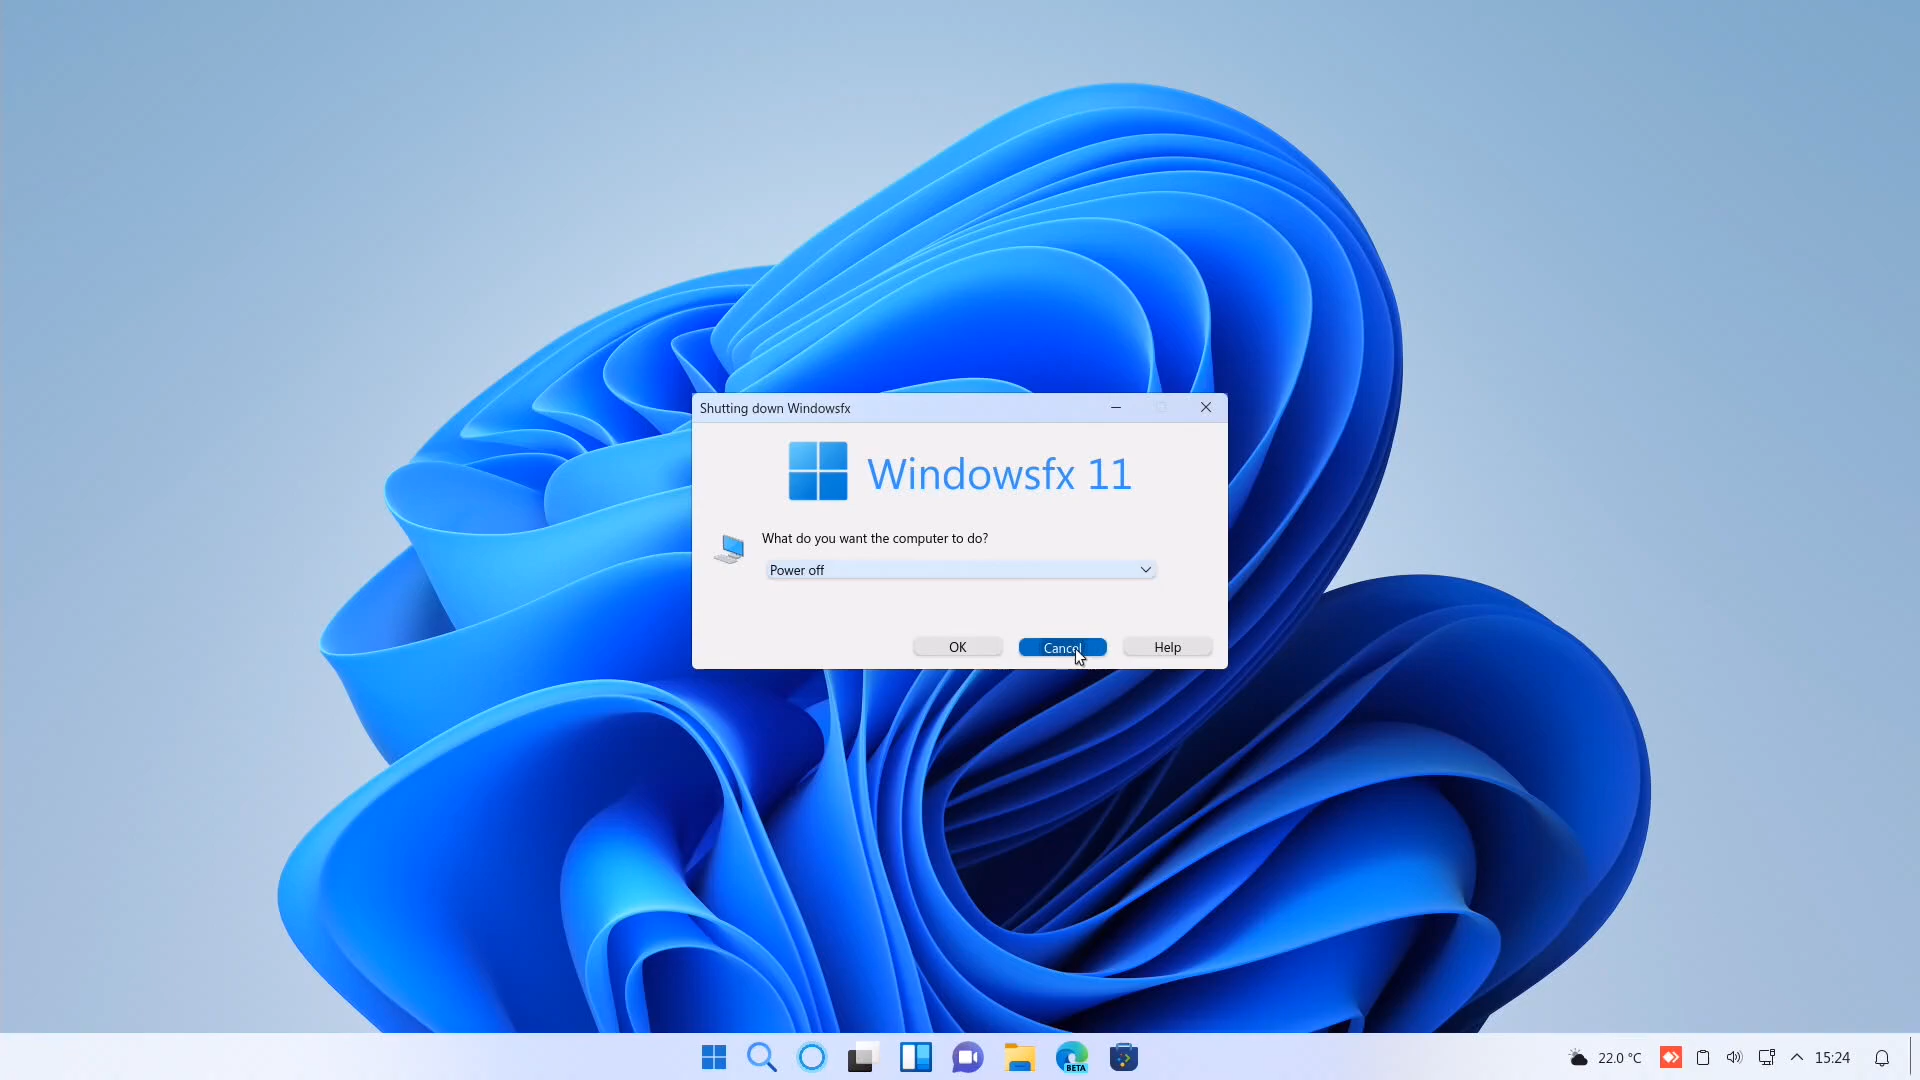 Shutting down Windowsfx
Windowsfx 11
What do you want the computer to do?
Power off
OK
Cancel
Help
BETA
22.0 °C
15:24